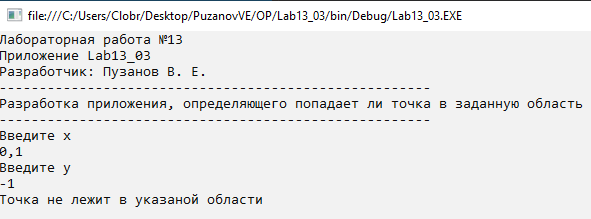 file:///C:/Users/Clobr/Desktop/PuzanovVE/OP/Lab13_03/bin/Debug/Lab13_03.EXE
Лабораторная работа №13
Приложение Lab13_03
Разработчик: Пузанов В. Е.
------------------------------------------------------
Разработка приложения, определяющего попадает ли точка в заданную область
------------------------------------------------------
Введите x
0,1
Введите y
-1
Точка не лежит в указаной области